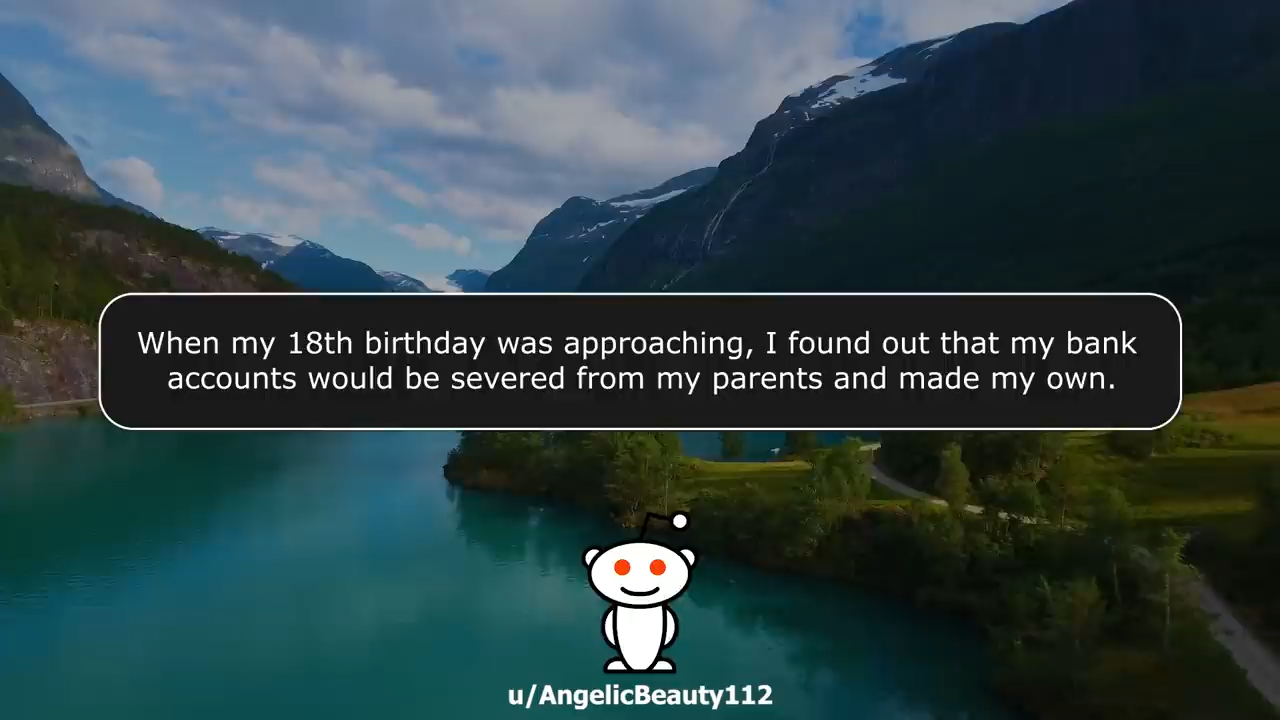 When my 18th birthday was approaching, I found out that my bank
accounts would be severed from my parents and made my own.
u/AngelicBeauty112